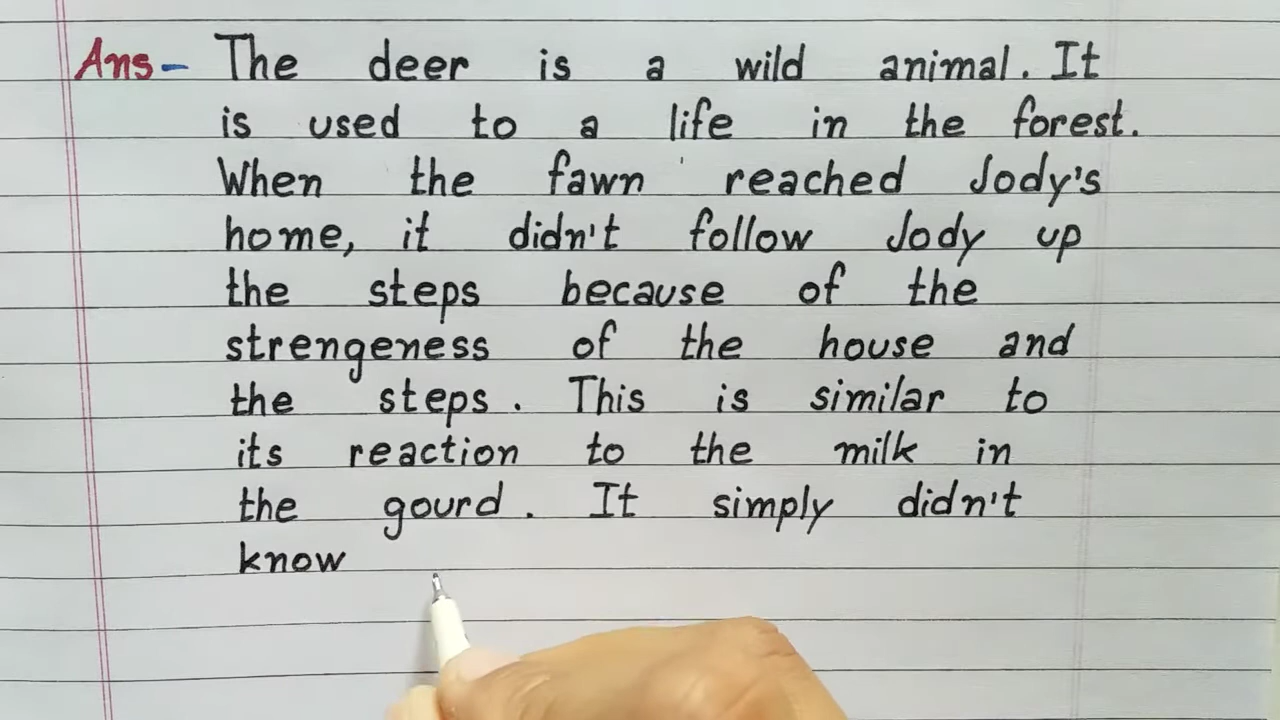 Ans- The deer is a wild animal. It
is used to a life in the forest.
When the fawn reached Jody's
home, it didn't follow Jody up
the steps because of the
strengeness of the house and
the steps. This is similar to
its reaction to the milk in
the gourd. It simply didn't
know